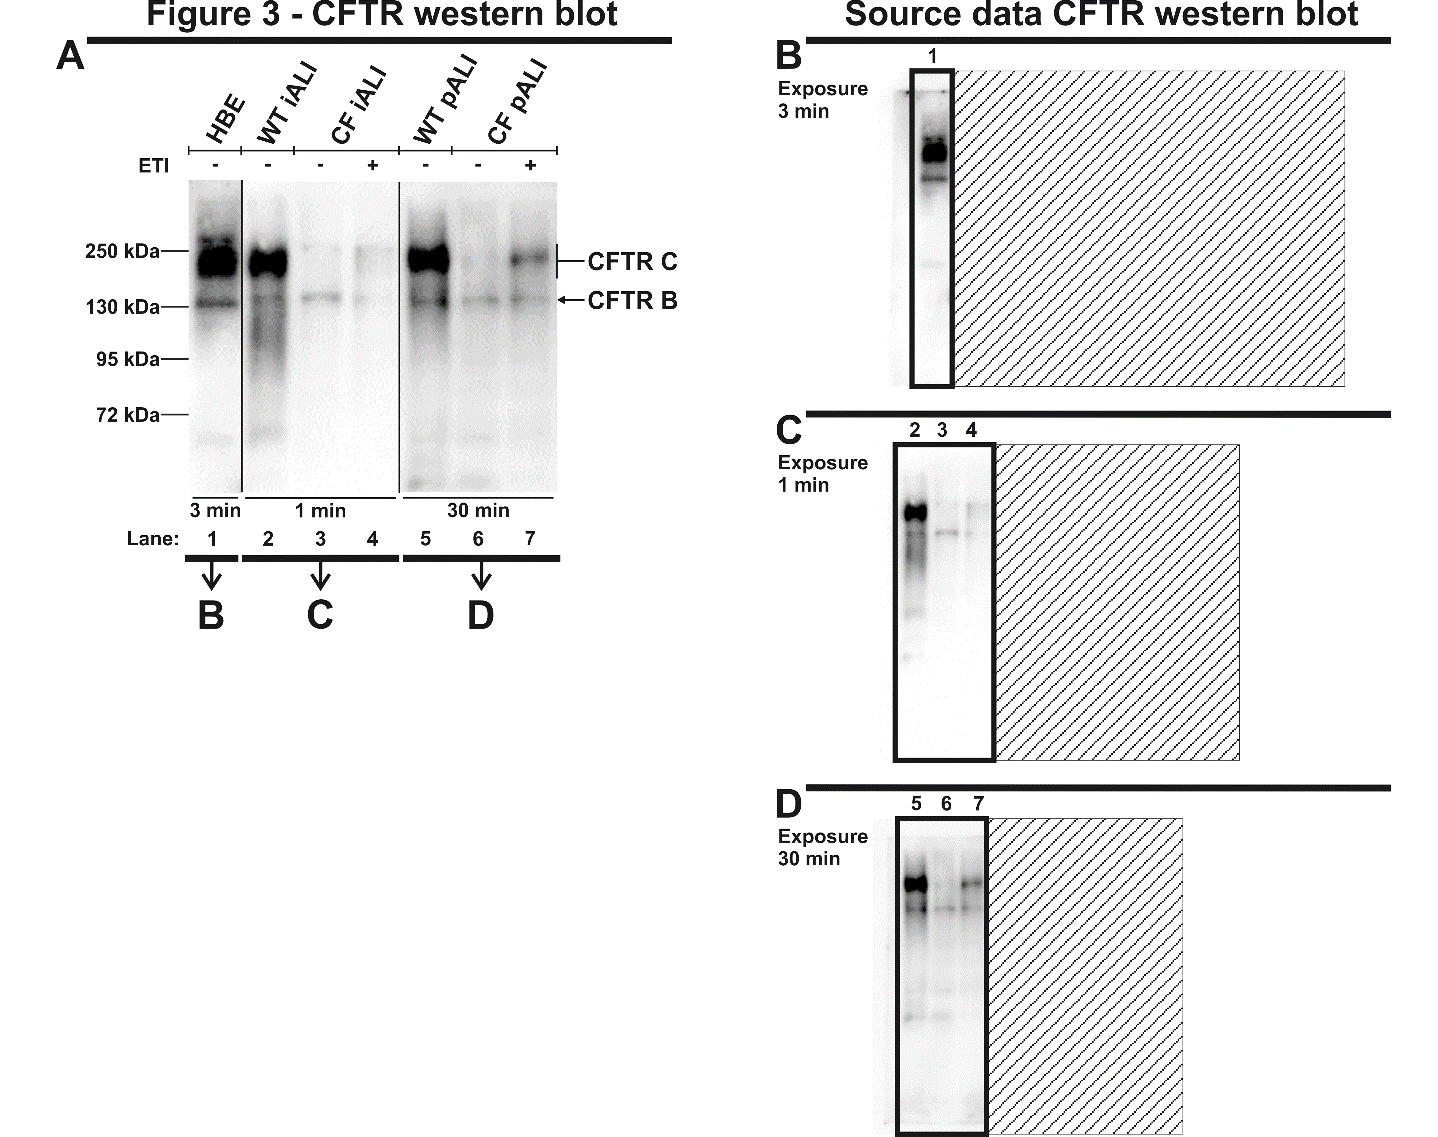 Figure 3 - CFTR western blot
A
HBE
WT iALI
CF iALI
WT pALI
CF pALI
ETI - - - + - - +
250 kDa
130 kDa
95 kDa
72 kDa
CFTR C
CFTR B
3 min 1 min 30 min
Lane: 1 2 3 4 5 6 7
B C D
Source data CFTR western blot
B
1
Exposure
3 min
C
2 3 4
Exposure
1 min
D
5 6 7
Exposure
30 min